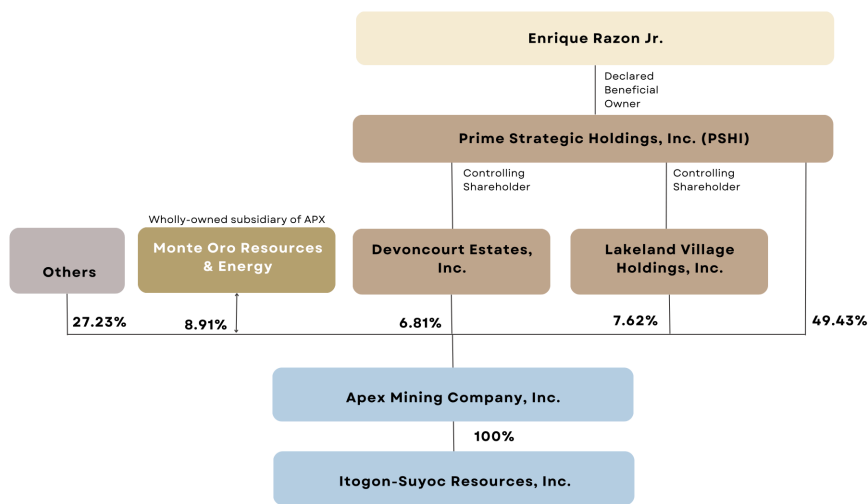 Enrique Razon Jr.
Declared
Beneficial
Owner
Prime Strategic Holdings, Inc. (PSHI)
Controlling
Shareholder
Controlling
Shareholder
Wholly-owned subsidiary of APX
Others
Monte Oro Resources
& Energy
Devoncourt Estates,
Inc.
Lakeland Village
Holdings, Inc.
27.23%
8.91%
6.81%
7.62%
49.43%
Apex Mining Company, Inc.
100%
Itogon-Suyoc Resources, Inc.